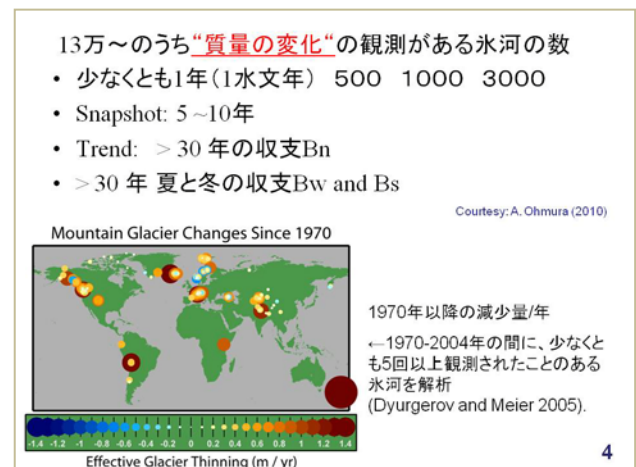 13万～のうち“質量の変化“の観測がある氷河の数
• 少なくとも1年(1水文年) 500 1000 3000
• Snapshot: 5 ~10年
• Trend: > 30 年の収支Bn
• > 30 年 夏と冬の収支Bw and Bs
Courtesy: A. Ohmura (2010)
Mountain Glacier Changes Since 1970
1970年以降の減少量/年
←1970-2004年の間に、少なくと
も5回以上観測されたことのある
氷河を解析
(Dyurgerov and Meier 2005).
-1.4 -1.2 -1 -0.8 -0.6 -0.4 -0.2 0 0.2 0.4 0.6 0.8 1 1.2 1.4
Effective Glacier Thinning (m / yr)
4